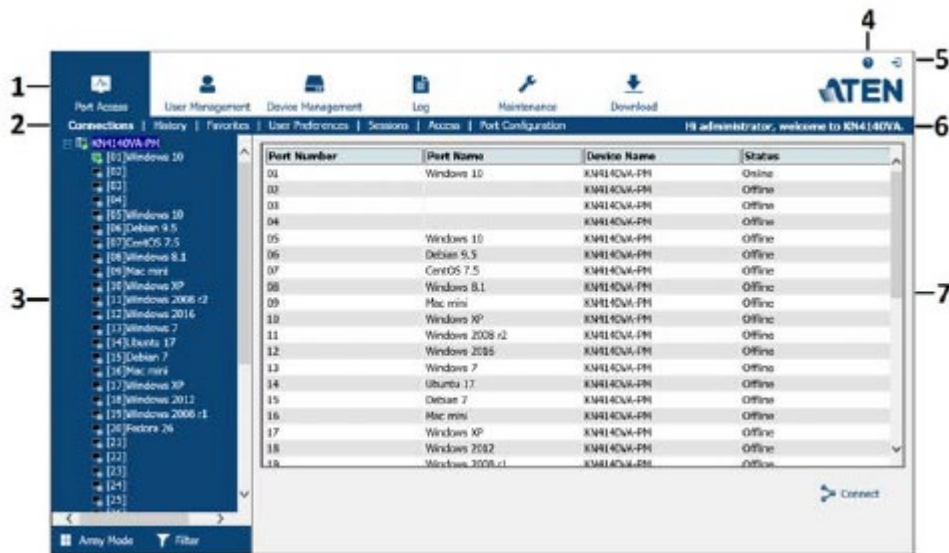 4
1
5
Port Access
User Management
Device Management
Log
Maintenance
Download
ATEN
2
Connections | History | Favorites | User Preferences | Sessions | Access | Port Configuration
Hi administrator, welcome to KN4140VA.
6
3
KN4140VA-PM
[01]Windows 10
[02]
[03]
[04]
[05]Windows 10
[06]Debian 9.5
[07]CentOS 7.5
[08]Windows 8.1
[09]Mac mini
[10]Windows XP
[11]Windows 2008 r2
[12]Windows 2016
[13]Windows 7
[14]Ubuntu 17
[15]Debian 7
[16]Mac mini
[17]Windows XP
[18]Windows 2012
[19]Windows 2008 r1
[20]Fedora 26
[21]
[22]
[23]
[24]
[25]
Array Mode
Filter
7
Port Number Port Name Device Name Status
01 Windows 10 KN4140VA-PM Online
02 KN4140VA-PM Offline
03 KN4140VA-PM Offline
04 KN4140VA-PM Offline
05 Windows 10 KN4140VA-PM Offline
06 Debian 9.5 KN4140VA-PM Offline
07 CentOS 7.5 KN4140VA-PM Offline
08 Windows 8.1 KN4140VA-PM Offline
09 Mac mini KN4140VA-PM Offline
10 Windows XP KN4140VA-PM Offline
11 Windows 2008 r2 KN4140VA-PM Offline
12 Windows 2016 KN4140VA-PM Offline
13 Windows 7 KN4140VA-PM Offline
14 Ubuntu 17 KN4140VA-PM Offline
15 Debian 7 KN4140VA-PM Offline
16 Mac mini KN4140VA-PM Offline
17 Windows XP KN4140VA-PM Offline
18 Windows 2012 KN4140VA-PM Offline
19 Windows 2008 r1 KN4140VA-PM Offline
Connect